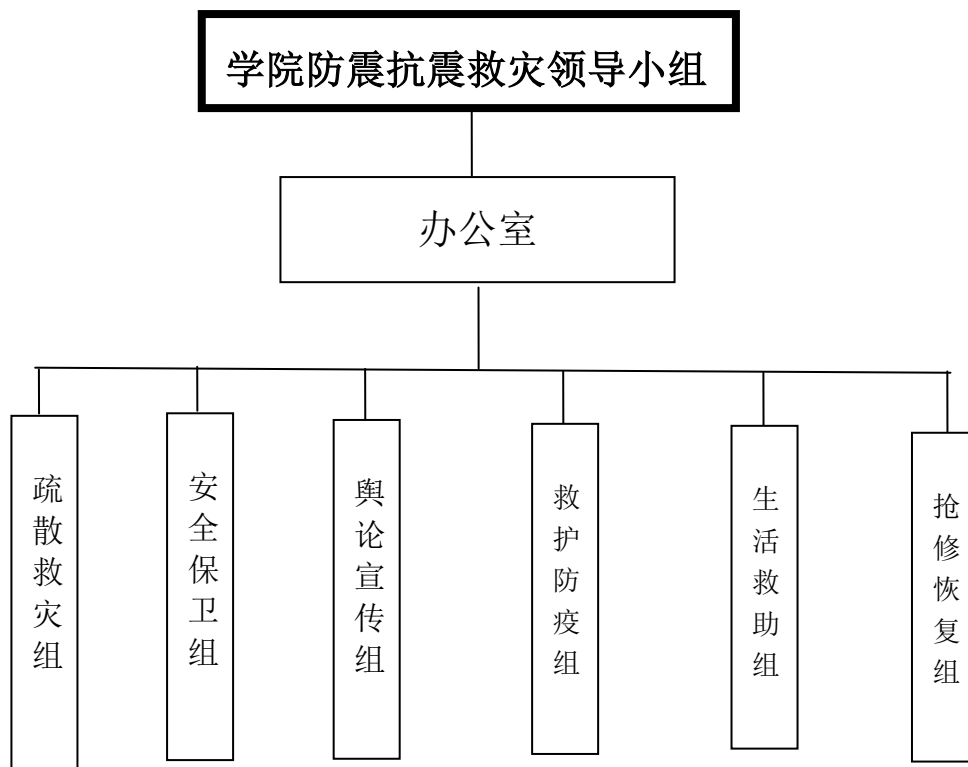 学院防震抗震救灾领导小组
办公室
疏散救灾组
安全保卫组
舆论宣传组
救护防疫组
生活救助组
抢修恢复组